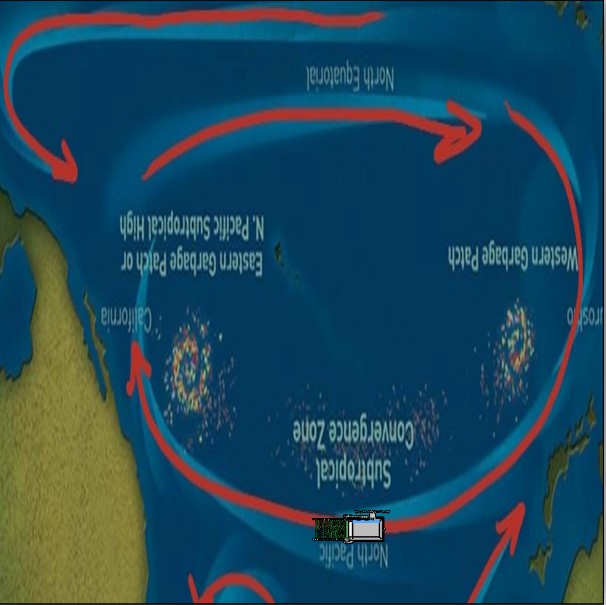 North Pacific
Subtropical
Convergence Zone
California
Western Garbage Patch
Eastern Garbage Patch or
N. Pacific Subtropical High
North Equatorial